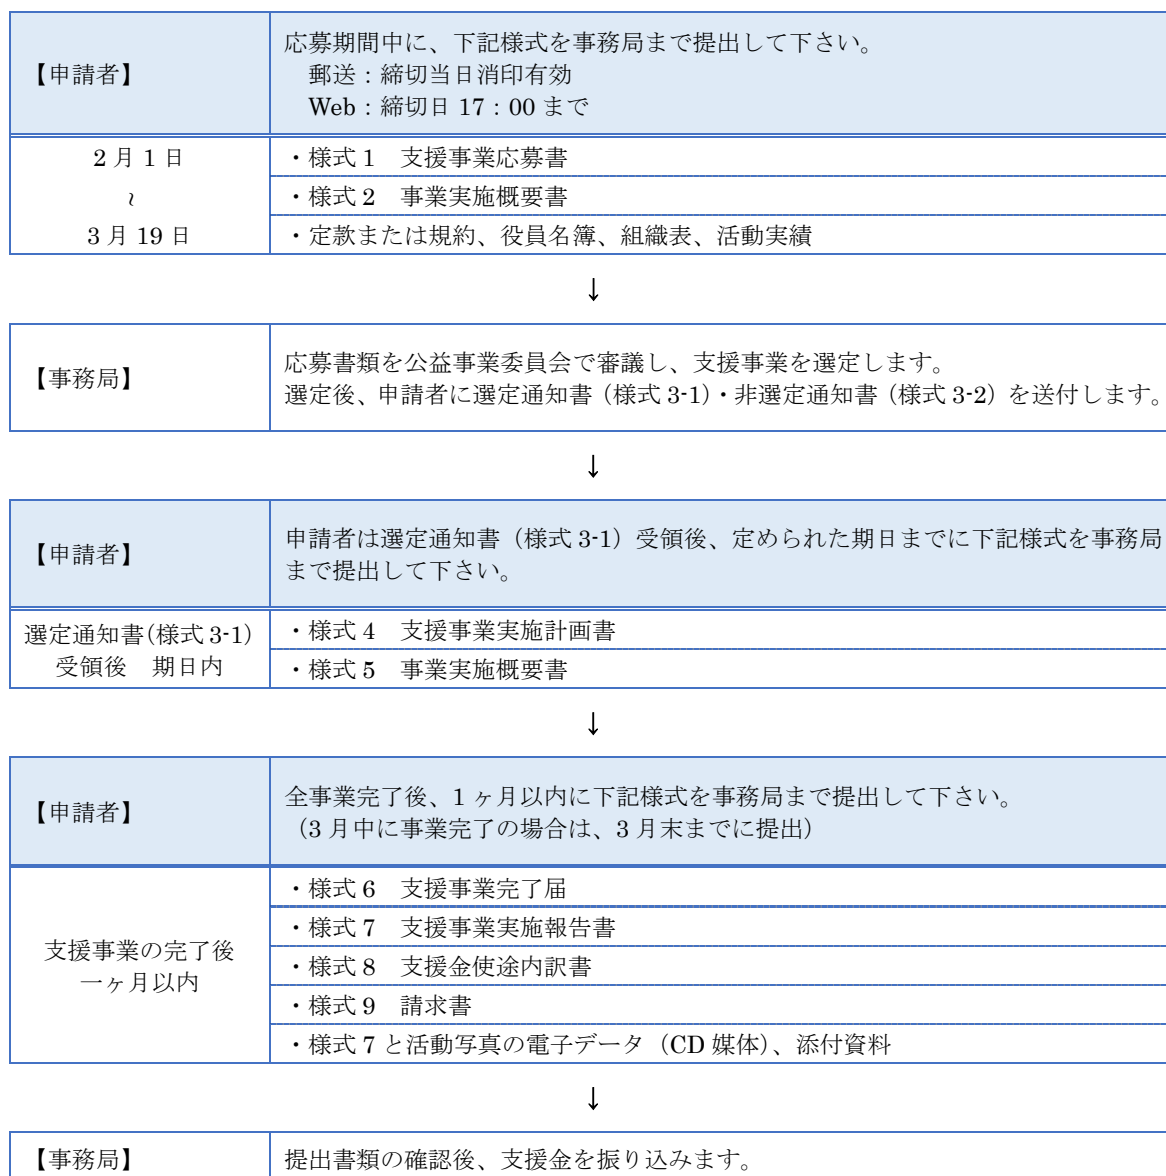 【申請者】
応募期間中に、下記様式を事務局まで提出して下さい。
郵送：締切当日消印有効
Web：締切日 17：00 まで
2 月 1 日
～
3 月 19 日
・様式 1　支援事業応募書
・様式 2　事業実施概要書
・定款または規約、役員名簿、組織表、活動実績
↓
【事務局】
応募書類を公益事業委員会で審議し、支援事業を選定します。
選定後、申請者に選定通知書（様式 3-1）・非選定通知書（様式 3-2）を送付します。
↓
【申請者】
申請者は選定通知書（様式 3-1）受領後、定められた期日までに下記様式を事務局
まで提出して下さい。
選定通知書（様式 3-1）
受領後　期日内
・様式 4　支援事業実施計画書
・様式 5　事業実施概要書
↓
【申請者】
全事業完了後、1 ヶ月以内に下記様式を事務局まで提出して下さい。
（3 月中に事業完了の場合は、3 月末までに提出）
支援事業の完了後
一ヶ月以内
・様式 6　支援事業完了届
・様式 7　支援事業実施報告書
・様式 8　支援金使途内訳書
・様式 9　請求書
・様式 7 と活動写真の電子データ（CD 媒体）、添付資料
↓
【事務局】
提出書類の確認後、支援金を振り込みます。